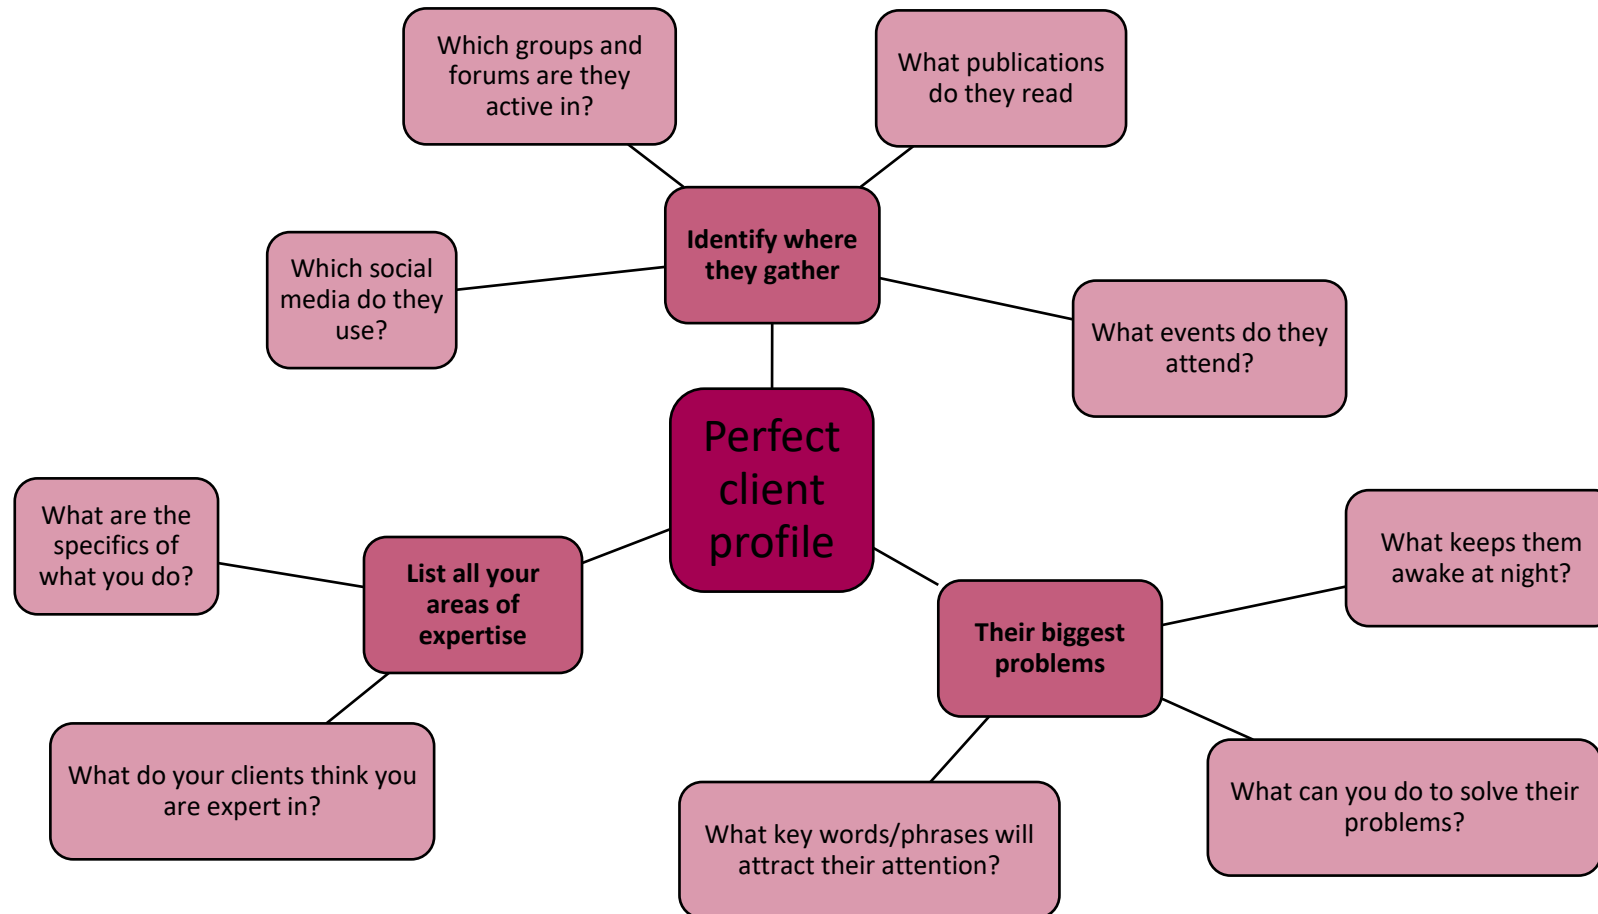 Which groups and
forums are they
active in?
What publications
do they read
Identify where
they gather
Which social
media do they
use?
What events do they
attend?
Perfect
client
profile
What are the
specifics of
what you do?
List all your
areas of
expertise
What keeps them
awake at night?
Their biggest
problems
What do your clients think you
are expert in?
What can you do to solve their
problems?
What key words/phrases will
attract their attention?